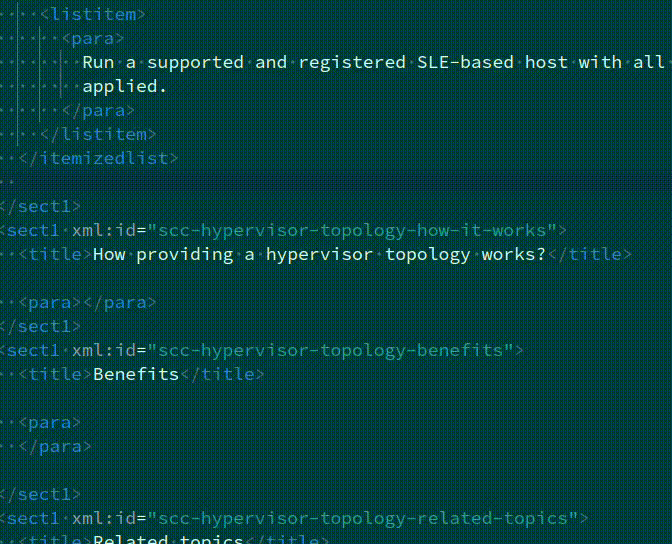 <listitem>
<para>
Run a supported and registered SLE-based host with all
applied.
</para>
</listitem>
</itemizedlist>
</sect1>
<sect1 xml:id="scc-hypervisor-topology-how-it-works">
<title>How providing a hypervisor topology works?</title>
<para></para>
</sect1>
<sect1 xml:id="scc-hypervisor-topology-benefits">
<title>Benefits</title>
<para>
</para>
</sect1>
<sect1 xml:id="scc-hypervisor-topology-related-topics">
<title>Related topics</title>